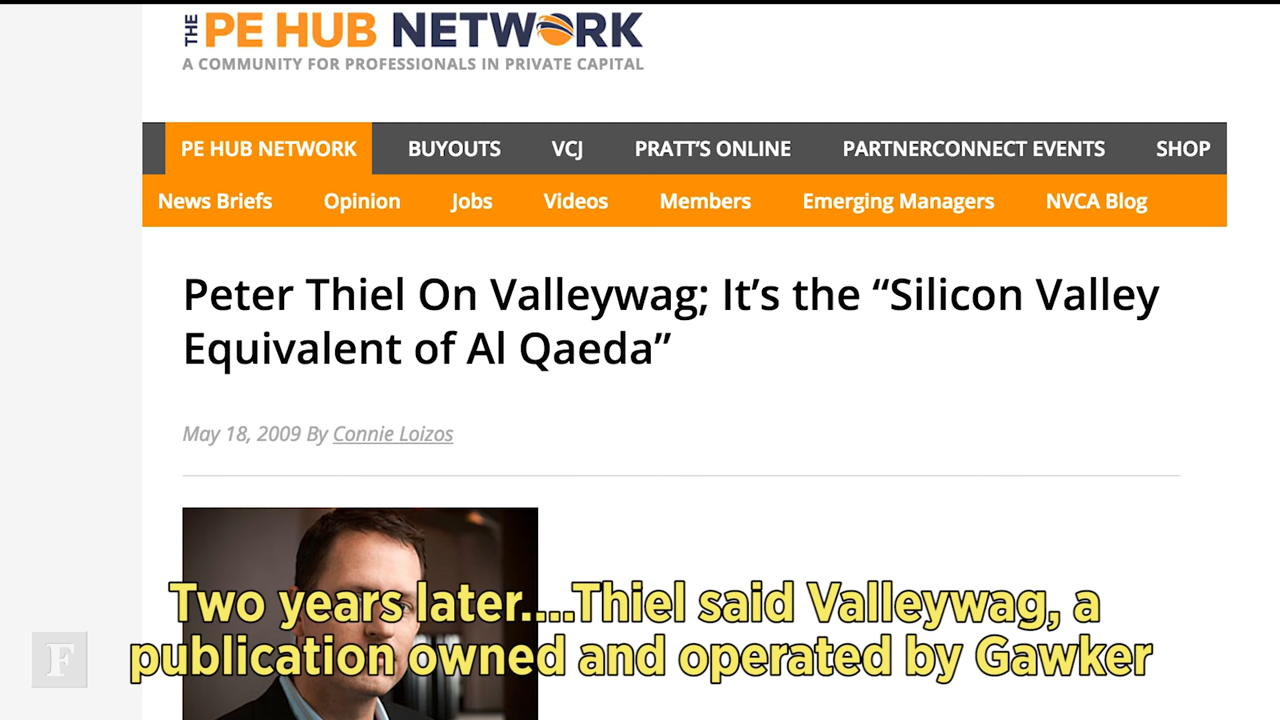 THE PE HUB NETWORK
A COMMUNITY FOR PROFESSIONALS IN PRIVATE CAPITAL
PE HUB NETWORK BUYOUTS VCJ PRATT'S ONLINE PARTNERCONNECT EVENTS SHOP
News Briefs Opinion Jobs Videos Members Emerging Managers NVCA Blog
Peter Thiel On Valleywag; It’s the “Silicon Valley
Equivalent of Al Qaeda”
May 18, 2009 By Connie Loizos
Two years later....Thiel said Valleywag, a
publication owned and operated by Gawker
F